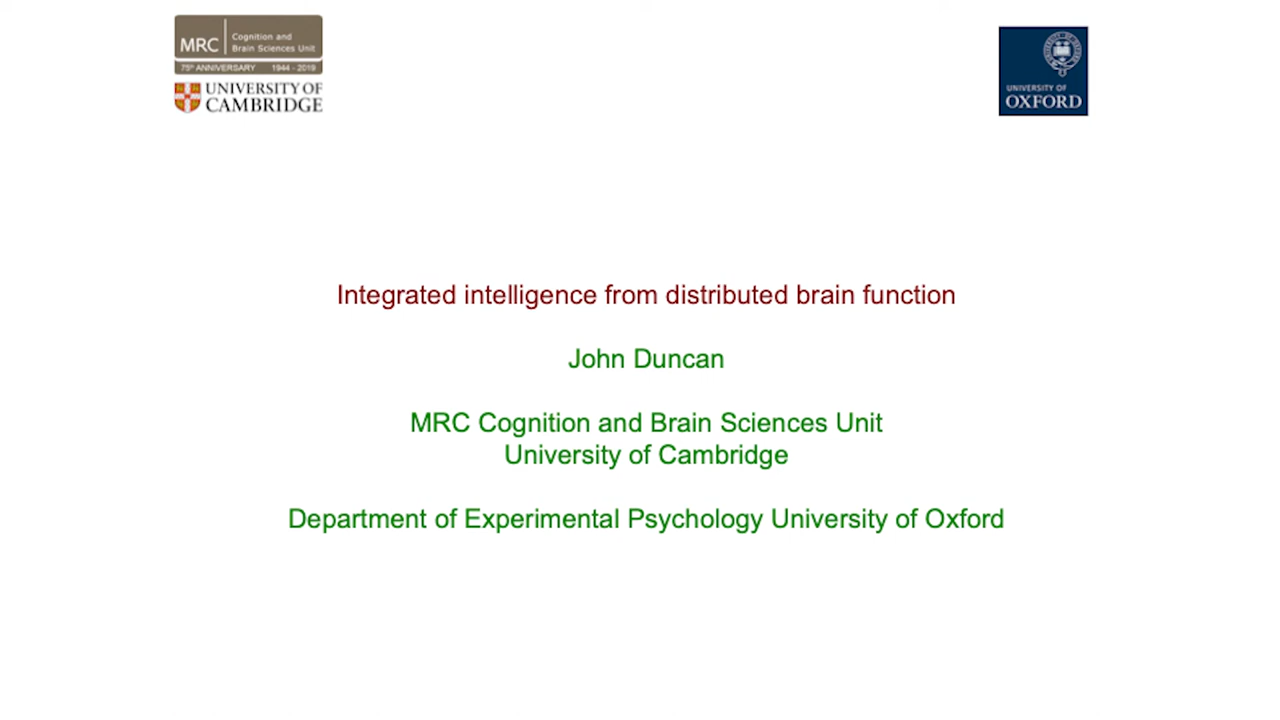 MRC
Cognition and
Brain Sciences Unit
75th ANNIVERSARY 1944 - 2019
UNIVERSITY OF
CAMBRIDGE
UNIVERSITY OF
OXFORD
Integrated intelligence from distributed brain function
John Duncan
MRC Cognition and Brain Sciences Unit
University of Cambridge
Department of Experimental Psychology University of Oxford